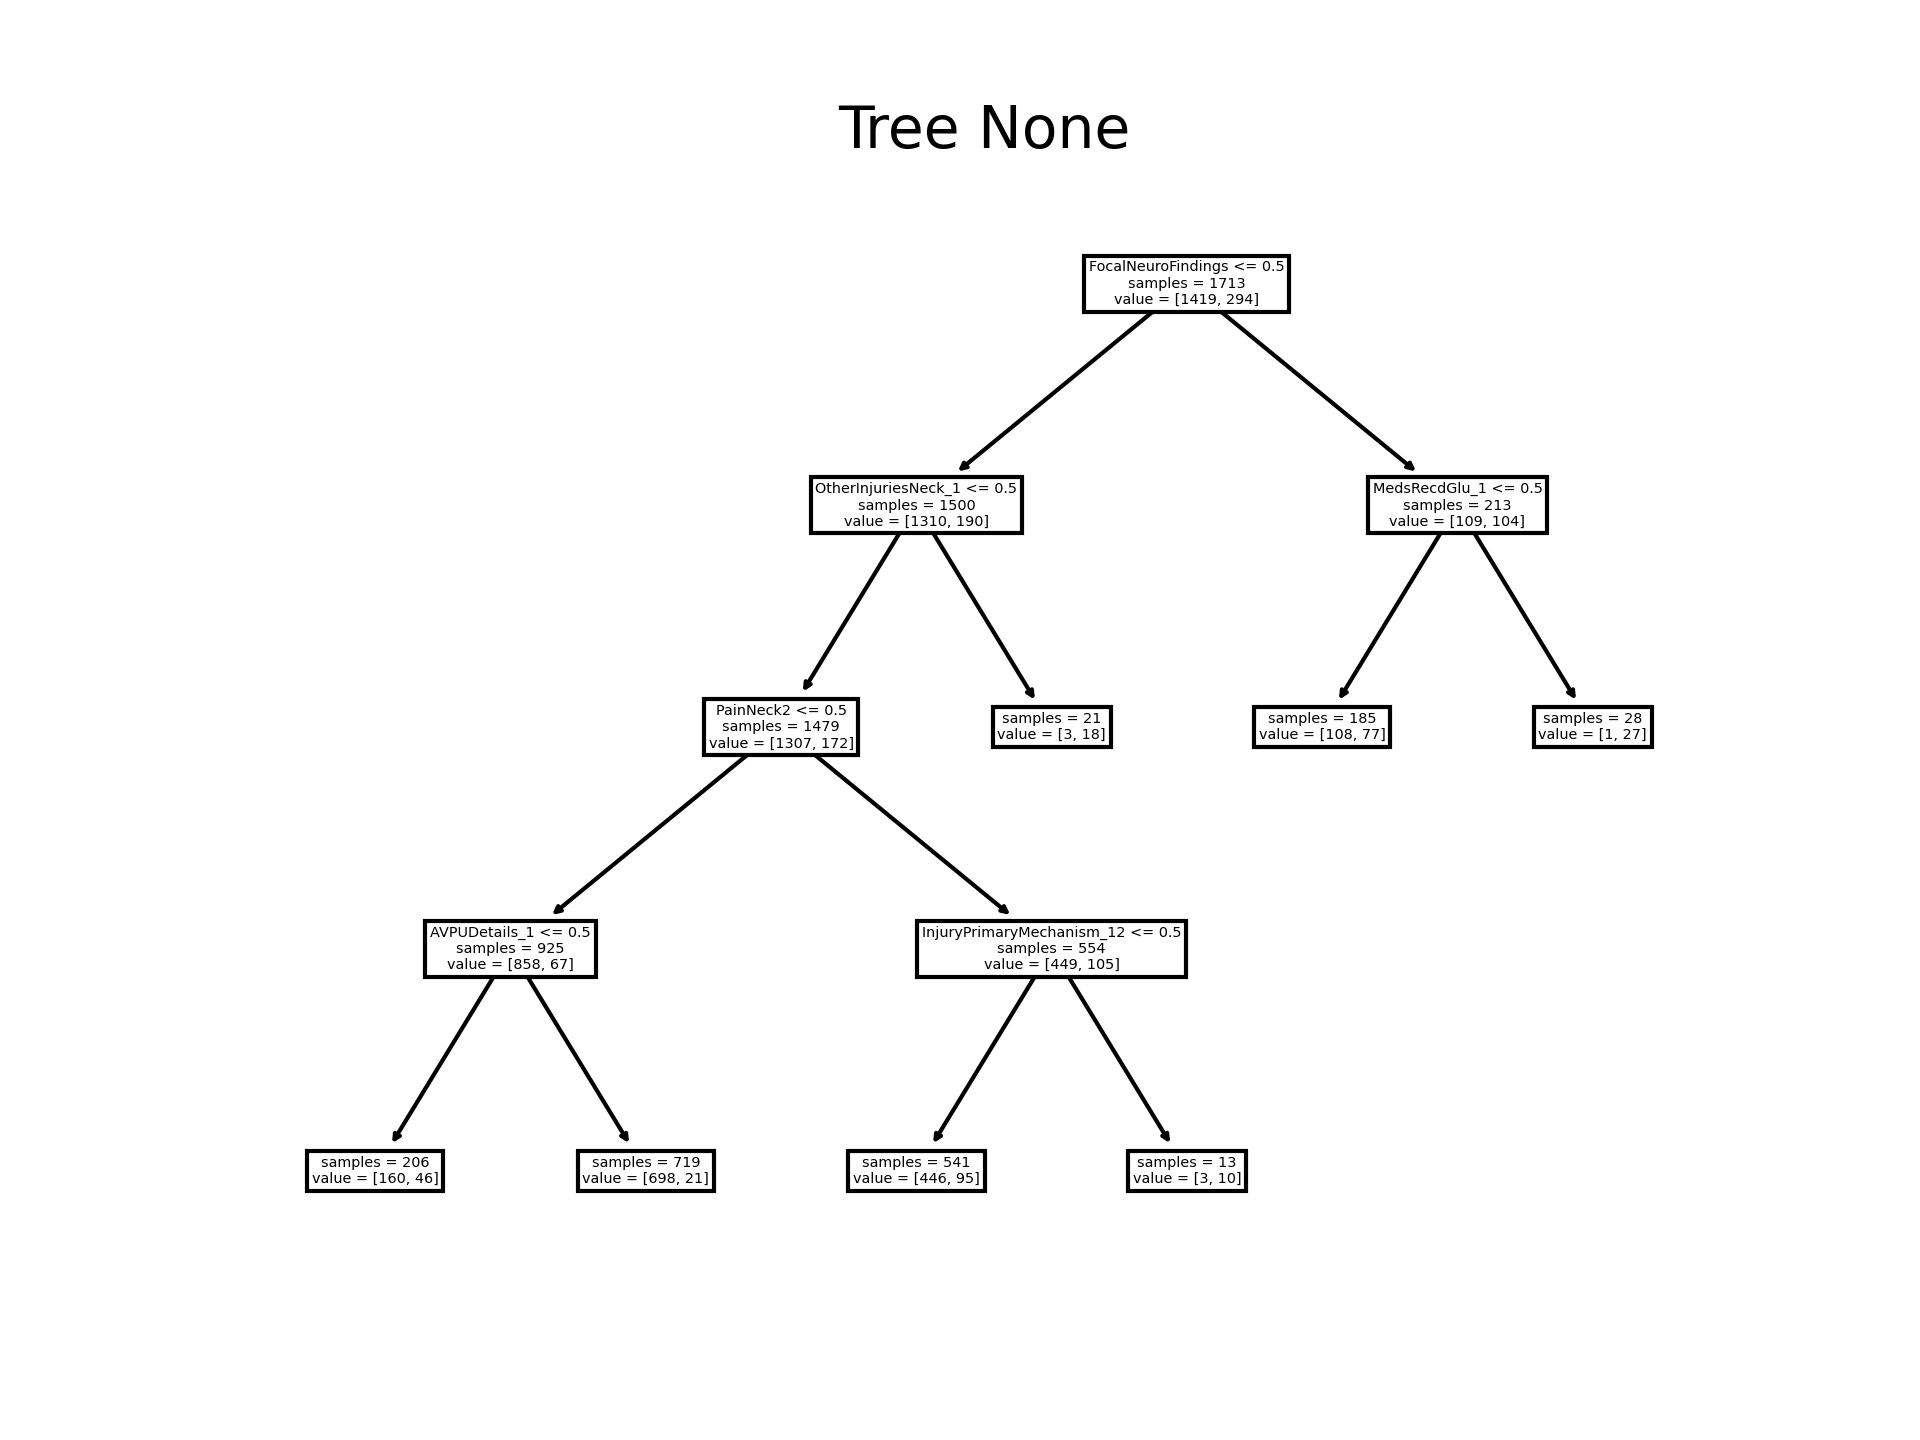 Tree None
FocalNeuroFindings <= 0.5
samples = 1713
value = [1419, 294]
OtherInjuriesNeck_1 <= 0.5
samples = 1500
value = [1310, 190]
MedsRecdGlu_1 <= 0.5
samples = 213
value = [109, 104]
PainNeck2 <= 0.5
samples = 1479
value = [1307, 172]
samples = 21
value = [3, 18]
samples = 185
value = [108, 77]
samples = 28
value = [1, 27]
AVPUDetails_1 <= 0.5
samples = 925
value = [858, 67]
InjuryPrimaryMechanism_12 <= 0.5
samples = 554
value = [449, 105]
samples = 206
value = [160, 46]
samples = 719
value = [698, 21]
samples = 541
value = [446, 95]
samples = 13
value = [3, 10]